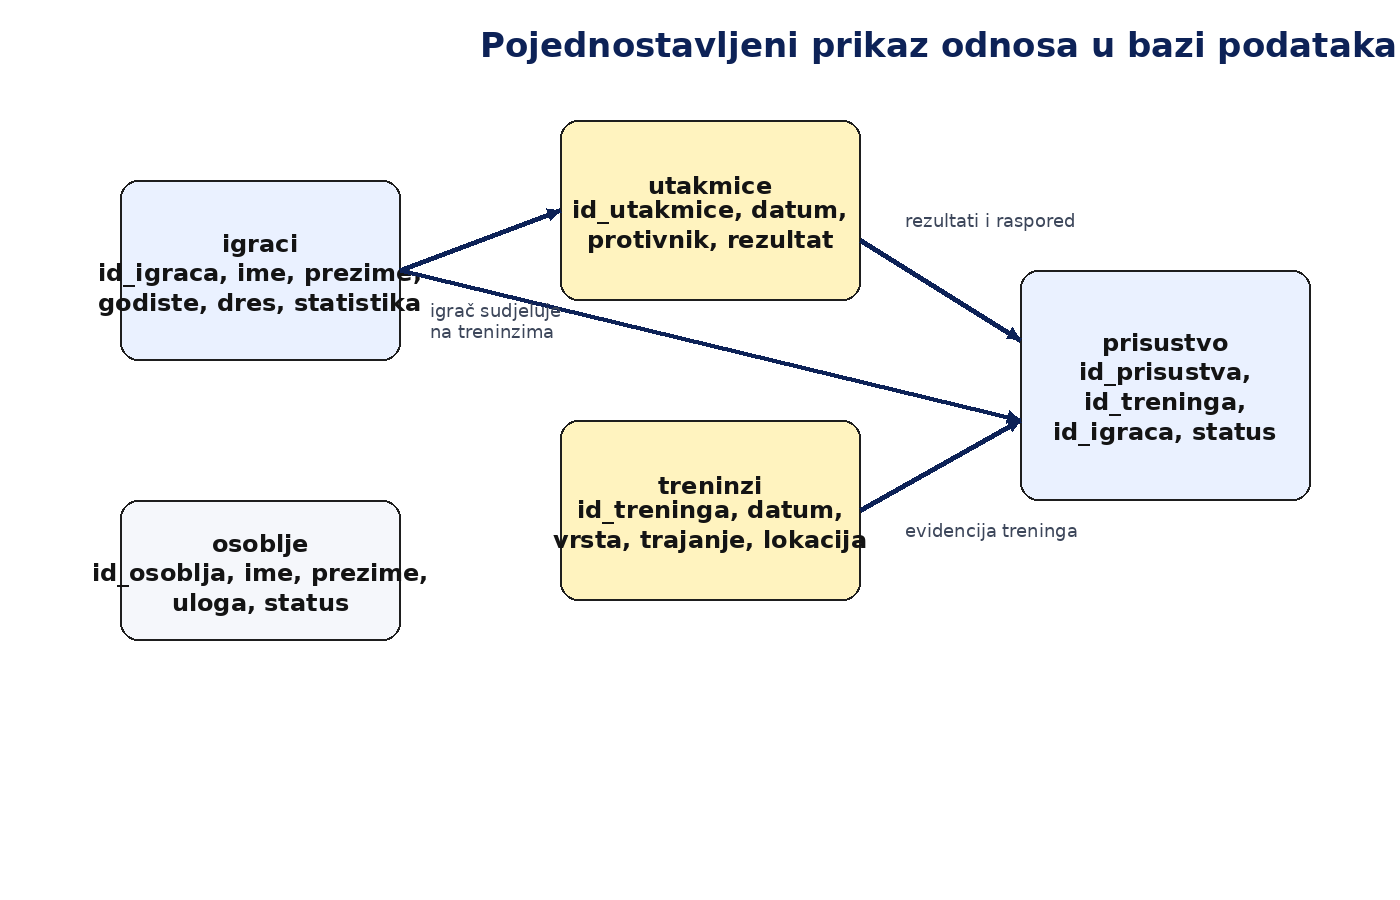 Pojednostavljeni prikaz odnosa u bazi podataka
igraci
id_igraca, ime, prezime,
godiste, dres, statistika
utakmice
id_utakmice, datum,
protivnik, rezultat
rezultati i raspored
igrač sudjeluje
na treninzima
prisustvo
id_prisustva,
id_treninga,
id_igraca, status
treninzi
id_treninga, datum,
vrsta, trajanje, lokacija
evidencija treninga
osoblje
id_osoblja, ime, prezime,
uloga, status